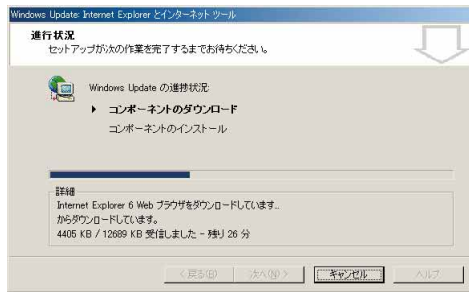 Windows Update: Internet Explorer とインターネット ツール
進行状況
セットアップが次の作業を完了するまでお待ちください。
Windows Update の進捗状況:
コンポーネントのダウンロード
コンポーネントのインストール
詳細
Internet Explorer 6 Web ブラウザをダウンロードしています...
からダウンロードしています。
4405 KB / 12689 KB 受信しました - 残り 26 分
< 戻る(B)
次へ(N) >
キャンセル
ヘルプ